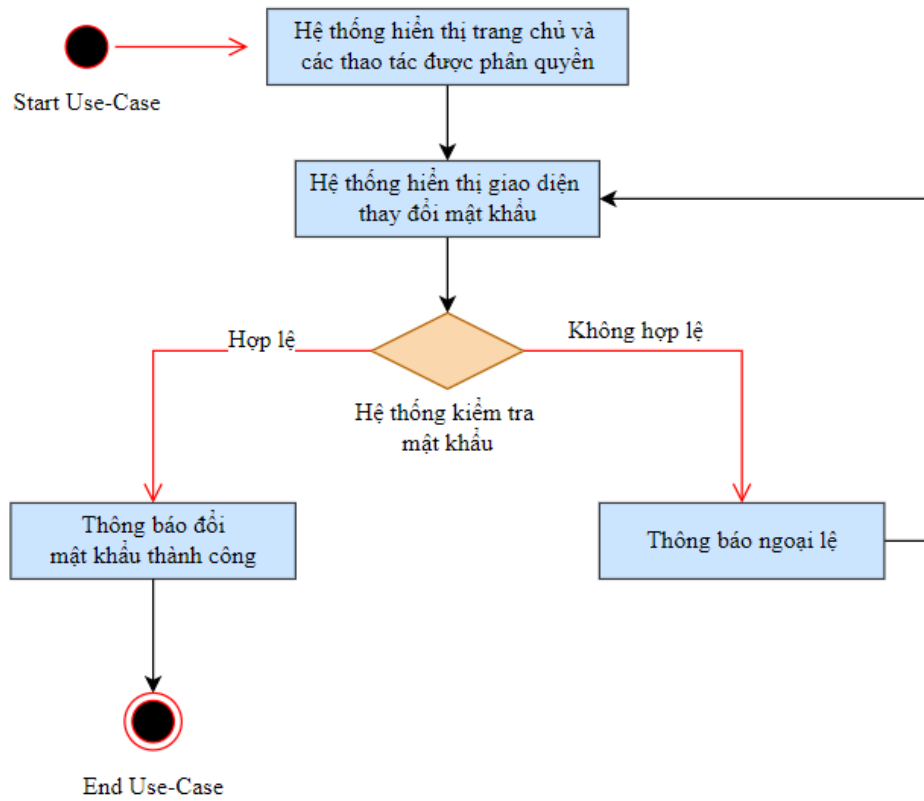 Hệ thống hiển thị trang chủ và
các thao tác được phân quyền
Start Use-Case
Hệ thống hiển thị giao diện
thay đổi mật khẩu
Hợp lệ
Không hợp lệ
Hệ thống kiểm tra
mật khẩu
Thông báo đổi
mật khẩu thành công
Thông báo ngoại lệ
End Use-Case